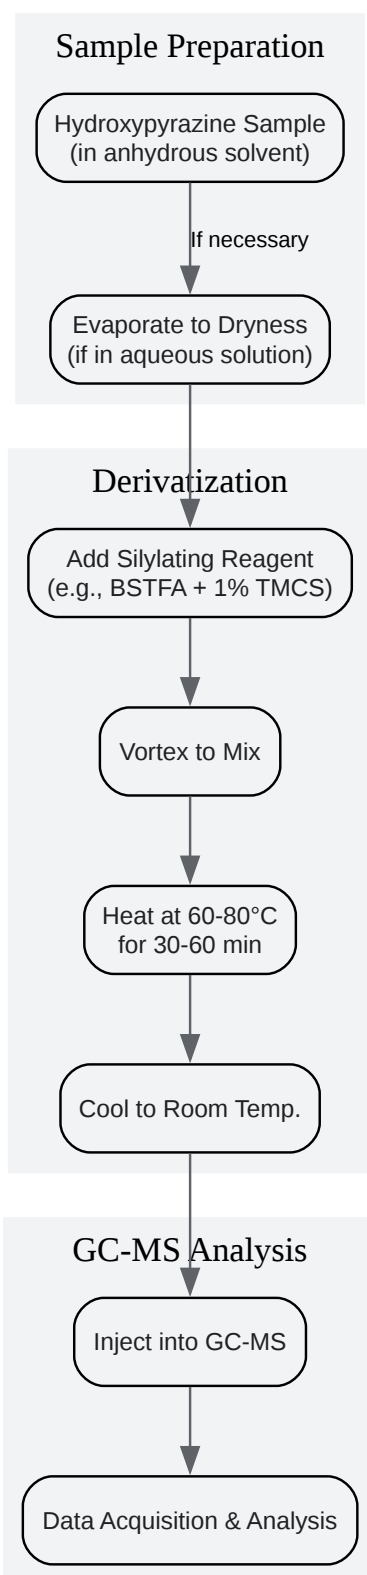 Sample Preparation
Hydroxypyrazine Sample
(in anhydrous solvent)
If necessary
Evaporate to Dryness
(if in aqueous solution)
Derivatization
Add Silylating Reagent
(e.g., BSTFA + 1% TMCS)
Vortex to Mix
Heat at 60-80°C
for 30-60 min
Cool to Room Temp.
GC-MS Analysis
Inject into GC-MS
Data Acquisition & Analysis